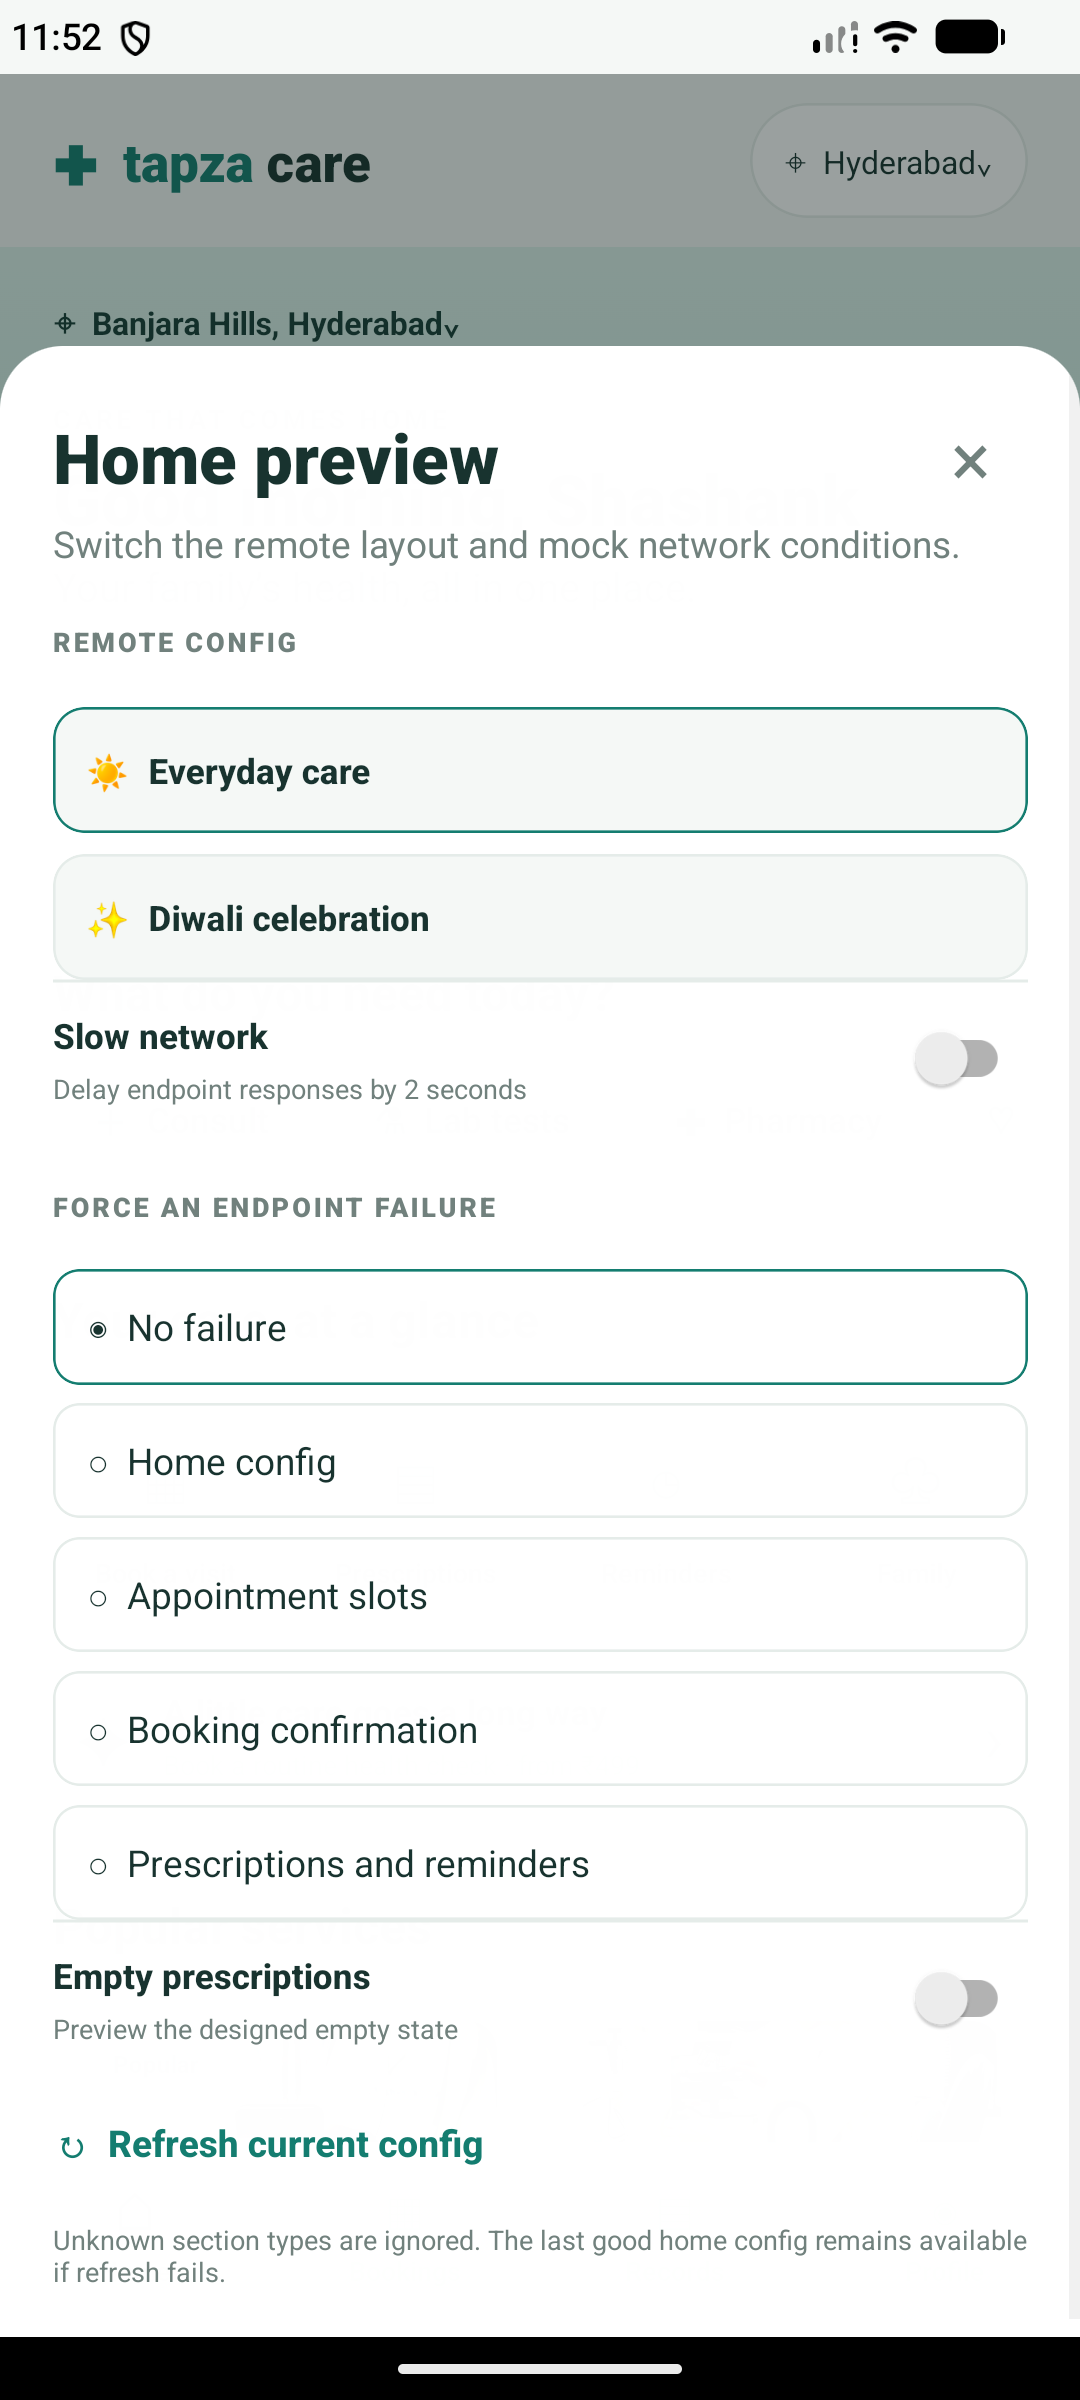 11:52
tapza care
Hyderabad
Banjara Hills, Hyderabad
Home preview
Switch the remote layout and mock network conditions.
REMOTE CONFIG
Everyday care
Diwali celebration
Slow network
Delay endpoint responses by 2 seconds
FORCE AN ENDPOINT FAILURE
No failure
Home config
Appointment slots
Booking confirmation
Prescriptions and reminders
Empty prescriptions
Preview the designed empty state
Refresh current config
Unknown section types are ignored. The last good home config remains available
if refresh fails.